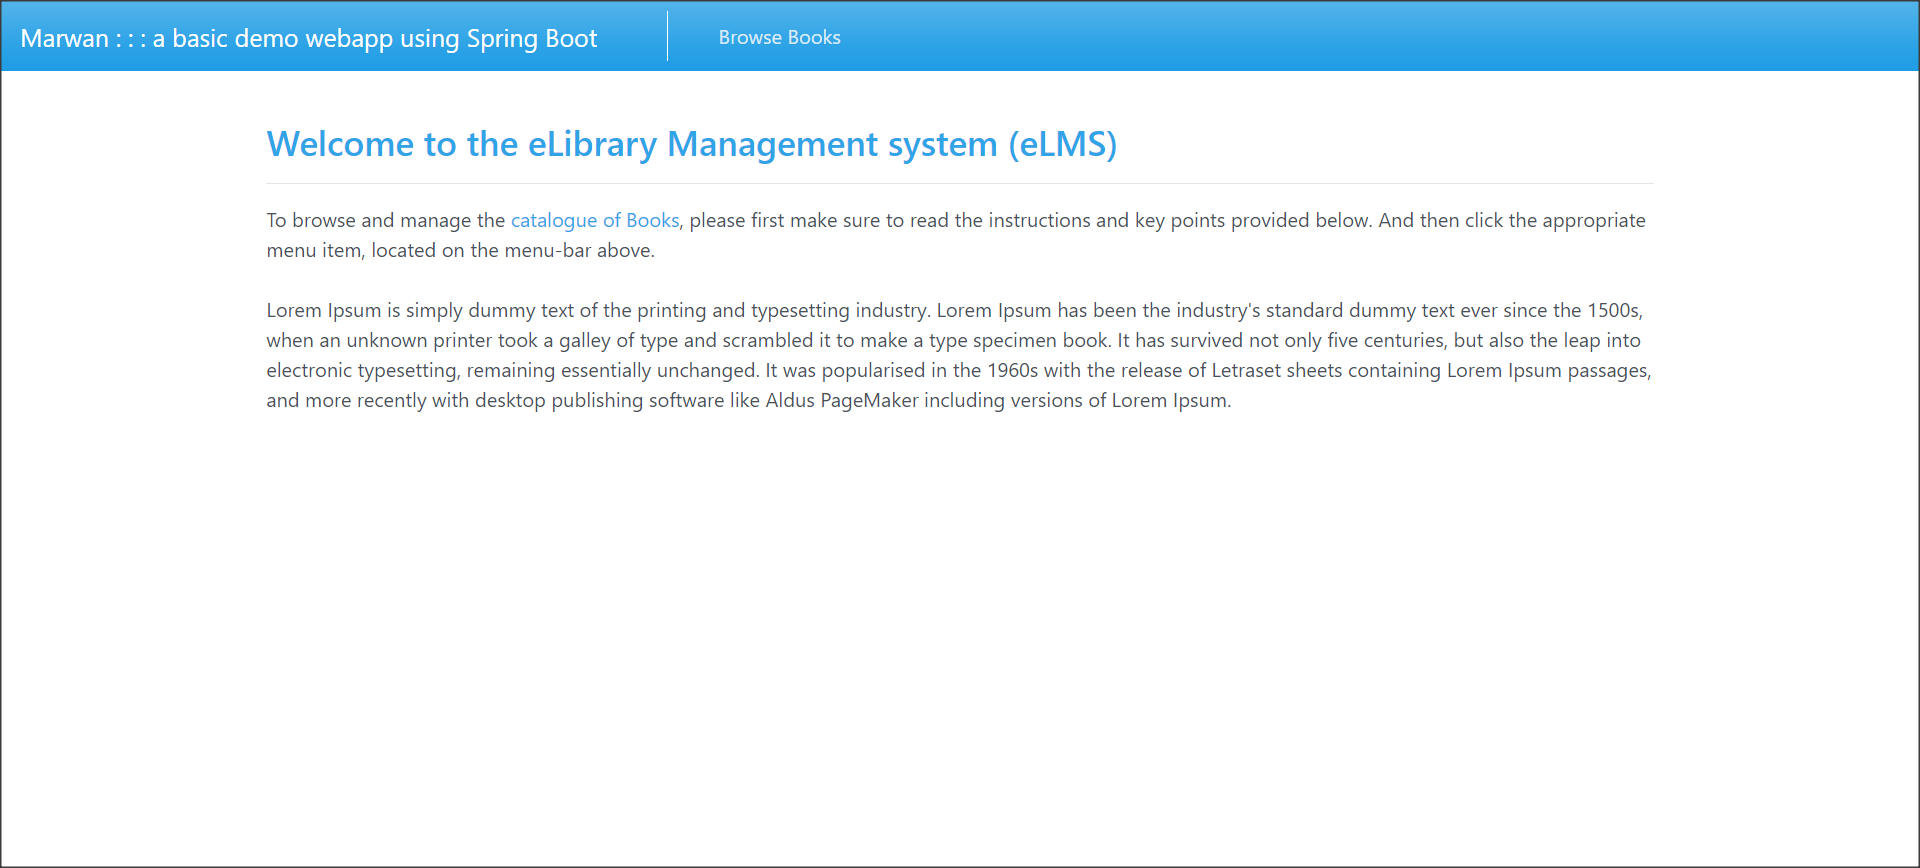 Marwan : : : a basic demo webapp using Spring Boot
Browse Books
Welcome to the eLibrary Management system (eLMS)
To browse and manage the catalogue of Books, please first make sure to read the instructions and key points provided below. And then click the appropriate
menu item, located on the menu-bar above.
Lorem Ipsum is simply dummy text of the printing and typesetting industry. Lorem Ipsum has been the industry's standard dummy text ever since the 1500s,
when an unknown printer took a galley of type and scrambled it to make a type specimen book. It has survived not only five centuries, but also the leap into
electronic typesetting, remaining essentially unchanged. It was popularised in the 1960s with the release of Letraset sheets containing Lorem Ipsum passages,
and more recently with desktop publishing software like Aldus PageMaker including versions of Lorem Ipsum.